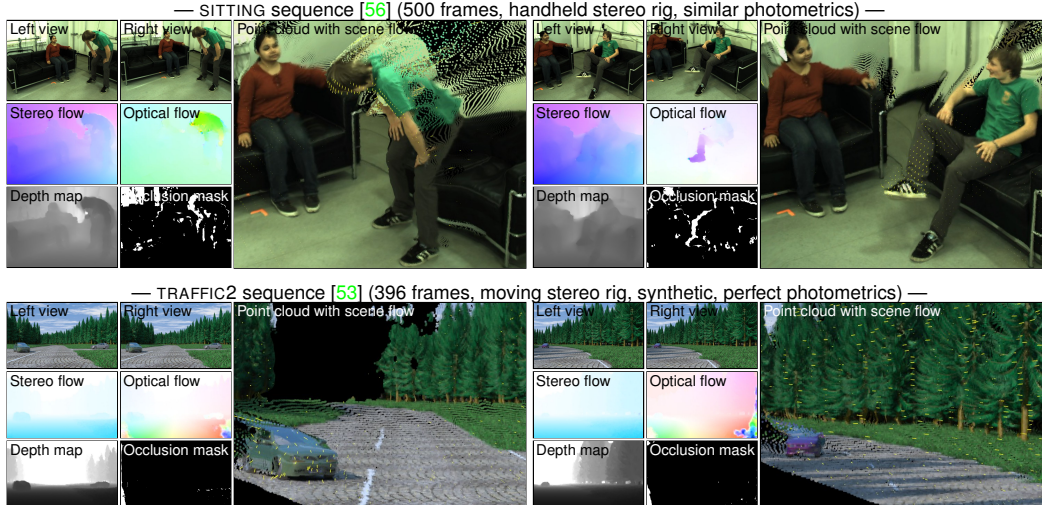 — SITTING sequence [56] (500 frames, handheld stereo rig, similar photometrics) —
Left view Right view Point cloud with scene flow Left view Right view Point cloud with scene flow
Stereo flow Optical flow Stereo flow Optical flow
Depth map Occlusion mask Depth map Occlusion mask
— TRAFFIC2 sequence [53] (396 frames, moving stereo rig, synthetic, perfect photometrics) —
Left view Right view Point cloud with scene flow Left view Right view Point cloud with scene flow
Stereo flow Optical flow Stereo flow Optical flow
Depth map Occlusion mask Depth map Occlusion mask